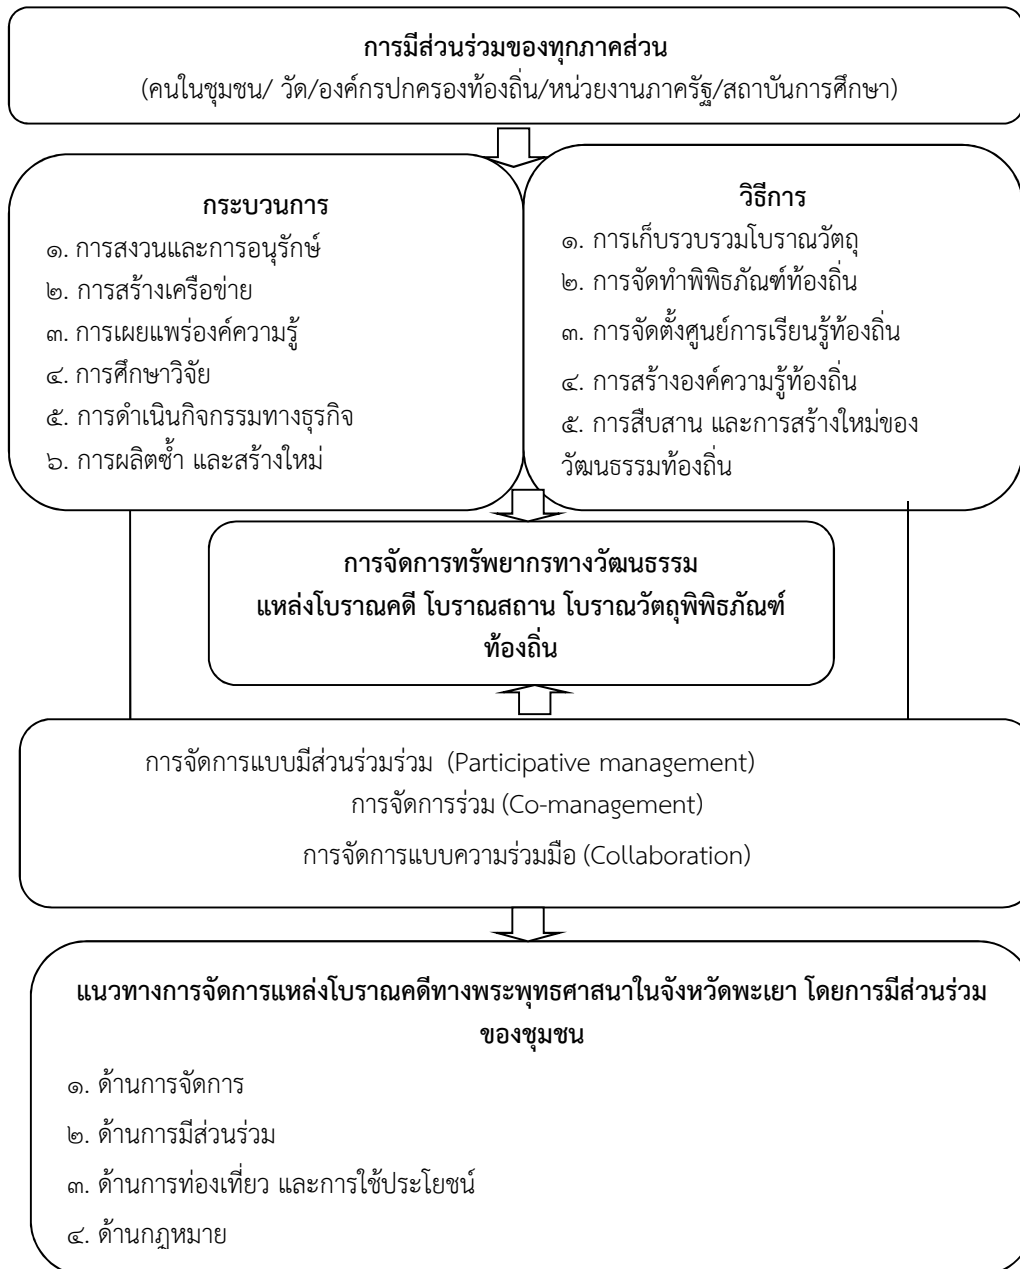 การมีส่วนร่วมของทุกภาคส่วน
(คนในชุมชน/ วัด/องค์กรปกครองท้องถิ่น/หน่วยงานภาครัฐ/สถาบันการศึกษา)
กระบวนการ
๑. การสงวนและการอนุรักษ์
๒. การสร้างเครือข่าย
๓. การเผยแพร่องค์ความรู้
๔. การศึกษาวิจัย
๕. การดำเนินกิจกรรมทางธุรกิจ
๖. การผลิตซ้ำ และสร้างใหม่
วิธีการ
๑. การเก็บรวบรวมโบราณวัตถุ
๒. การจัดทำพิพิธภัณฑ์ท้องถิ่น
๓. การจัดตั้งศูนย์การเรียนรู้ท้องถิ่น
๔. การสร้างองค์ความรู้ท้องถิ่น
๕. การสืบสาน และการสร้างใหม่ของ
วัฒนธรรมท้องถิ่น
การจัดการทรัพยากรทางวัฒนธรรม
แหล่งโบราณคดี โบราณสถาน โบราณวัตถุพิพิธภัณฑ์
ท้องถิ่น
การจัดการแบบมีส่วนร่วมร่วม (Participative management)
การจัดการร่วม (Co-management)
การจัดการแบบความร่วมมือ (Collaboration)
แนวทางการจัดการแหล่งโบราณคดีทางพระพุทธศาสนาในจังหวัดพะเยา โดยการมีส่วนร่วม
ของชุมชน
๑. ด้านการจัดการ
๒. ด้านการมีส่วนร่วม
๓. ด้านการท่องเที่ยว และการใช้ประโยชน์
๔. ด้านกฎหมาย